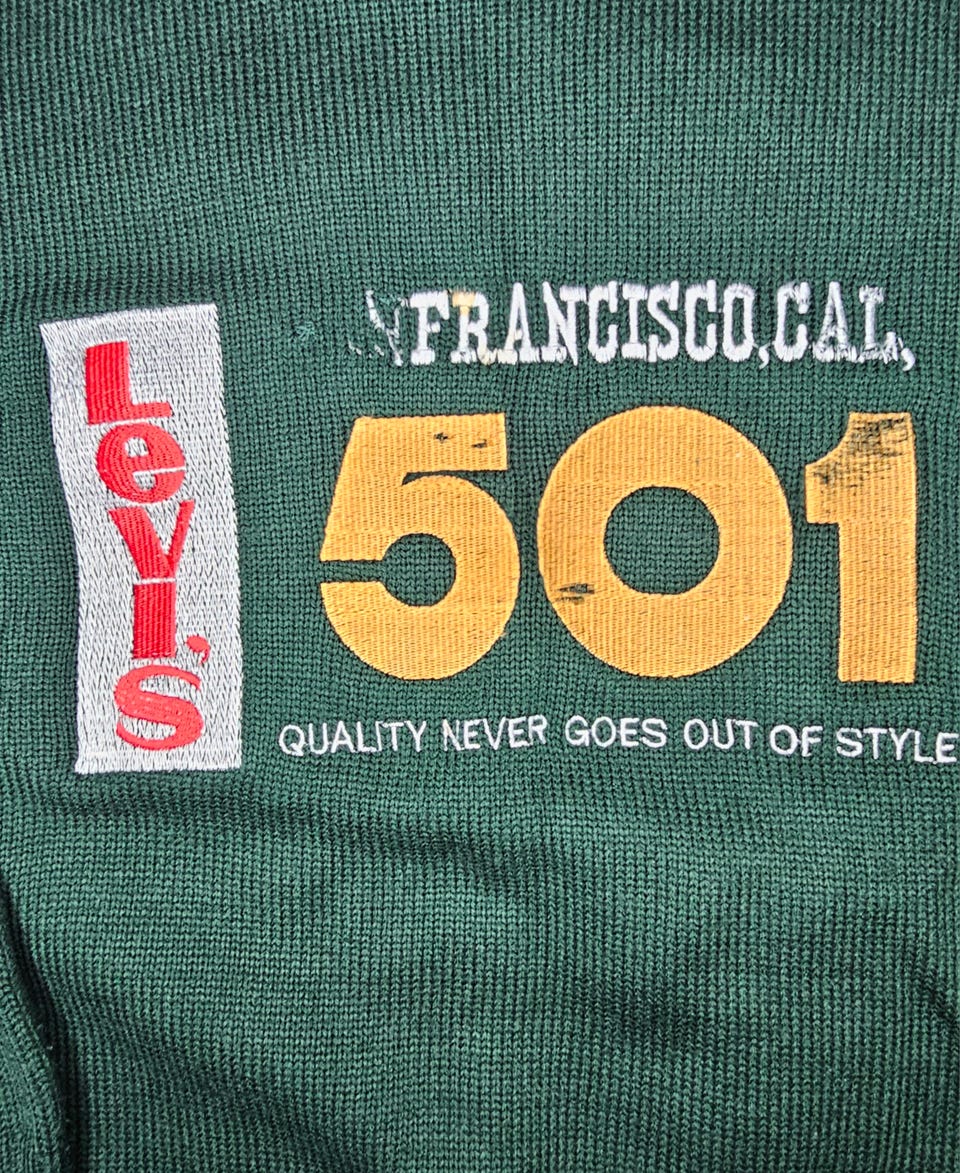 Levi's
FRANCISCO, CAL,
501
QUALITY NEVER GOES OUT OF STYLE